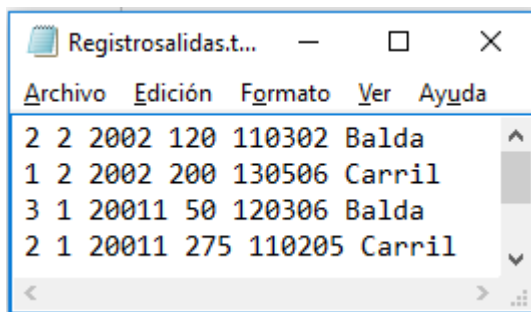 Registrosalidas.t...
Archivo Edición Formato Ver Ayuda
2 2 2002 120 110302 Balda
1 2 2002 200 130506 Carril
3 1 20011 50 120306 Balda
2 1 20011 275 110205 Carril